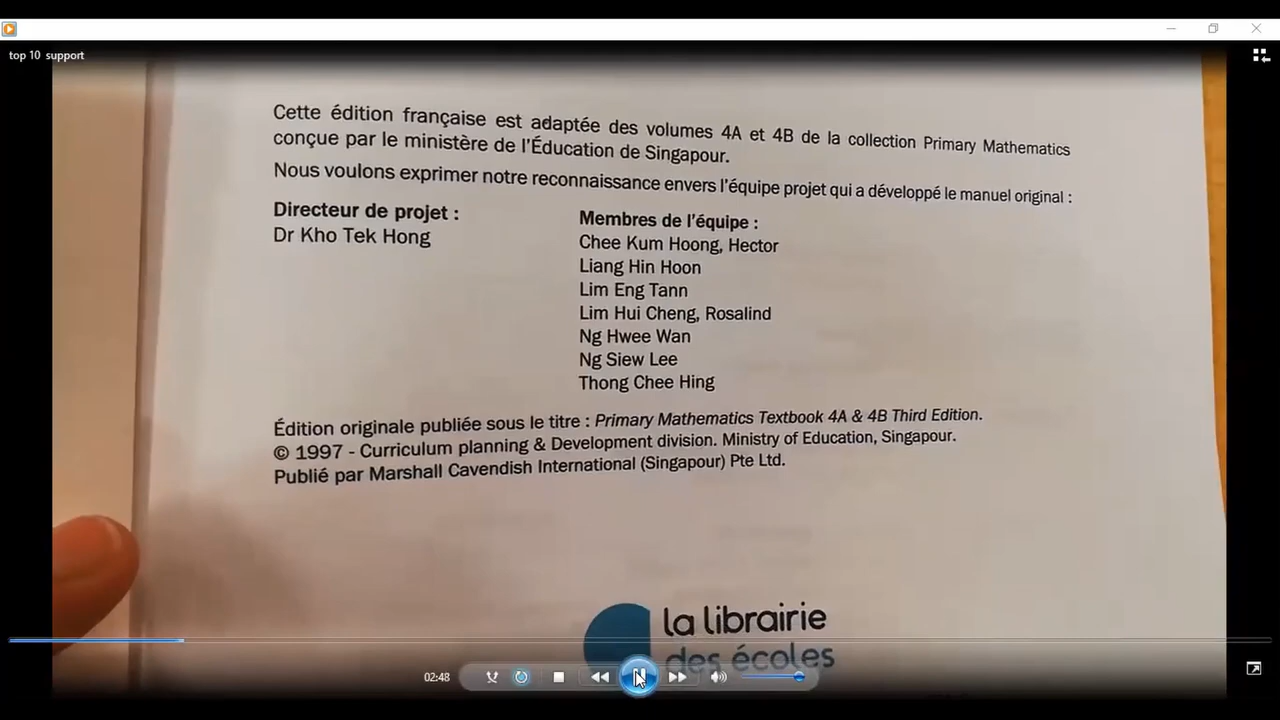 top 10 support
Cette édition française est adaptée des volumes 4A et 4B de la collection Primary Mathematics
conçue par le ministère de l'Éducation de Singapour.
Nous voulons exprimer notre reconnaissance envers l'équipe projet qui a développé le manuel original :
Directeur de projet :
Dr Kho Tek Hong
Membres de l'équipe :
Chee Kum Hoong, Hector
Liang Hin Hoon
Lim Eng Tann
Lim Hui Cheng, Rosalind
Ng Hwee Wan
Ng Siew Lee
Thong Chee Hing
Édition originale publiée sous le titre : Primary Mathematics Textbook 4A & 4B Third Edition.
© 1997 - Curriculum planning & Development division. Ministry of Education, Singapour.
Publié par Marshall Cavendish International (Singapour) Pte Ltd.
la librairie
des écoles
02:48